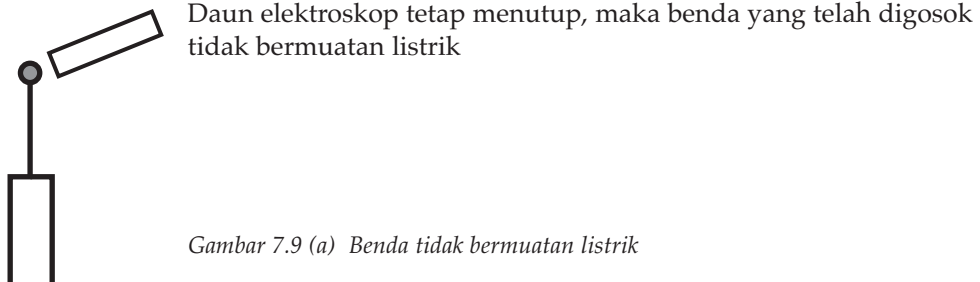 Daun elektroskop tetap menutup, maka benda yang telah digosok
tidak bermuatan listrik
Gambar 7.9 (a) Benda tidak bermuatan listrik